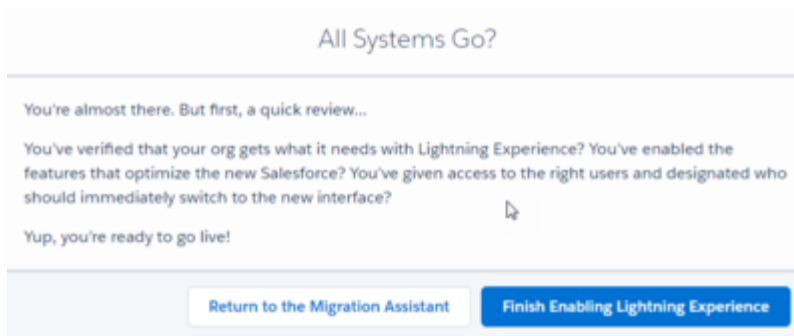 All Systems Go?
You're almost there. But first, a quick review...
You've verified that your org gets what it needs with Lightning Experience? You've enabled the
features that optimize the new Salesforce? You've given access to the right users and designated who
should immediately switch to the new interface?
Yup, you're ready to go live!
Return to the Migration Assistant
Finish Enabling Lightning Experience